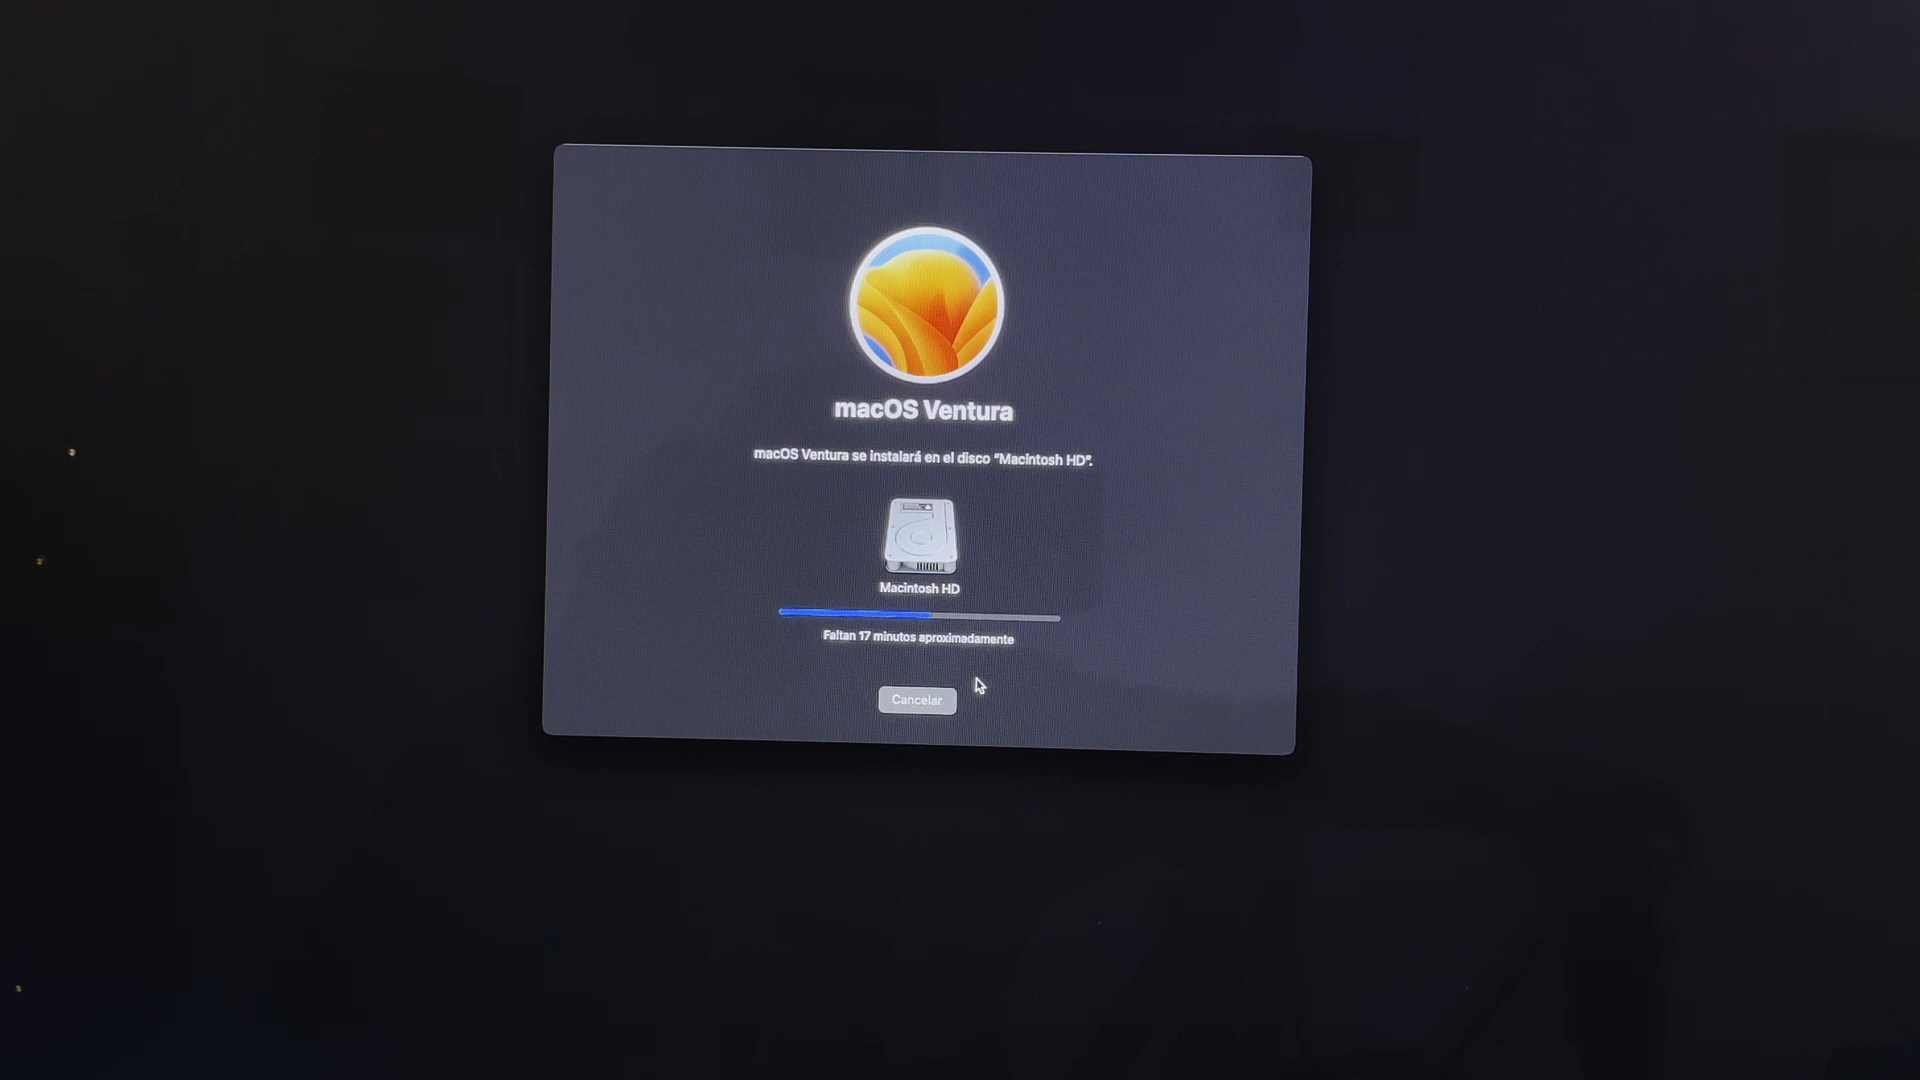 macOS Ventura
macOS Ventura se instalará en el disco “Macintosh HD”.
Macintosh HD
Faltan 17 minutos aproximadamente
Cancelar